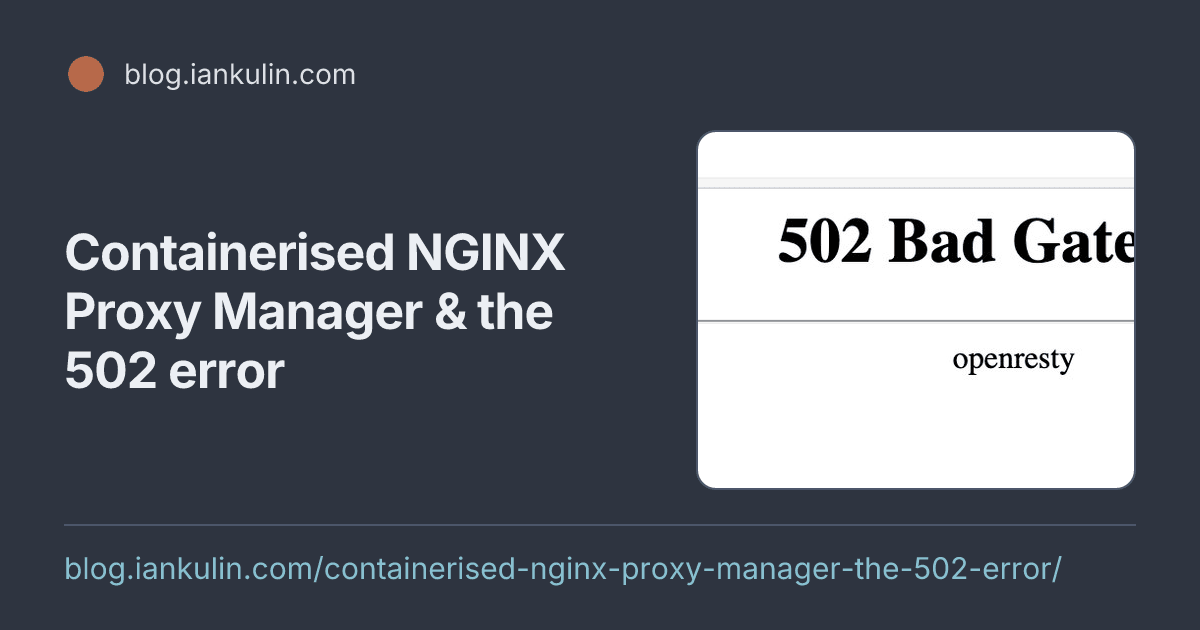 blog.iankulin.com
Containerised NGINX
Proxy Manager & the
502 error
502 Bad Gate
openresty
blog.iankulin.com/containerised-nginx-proxy-manager-the-502-error/